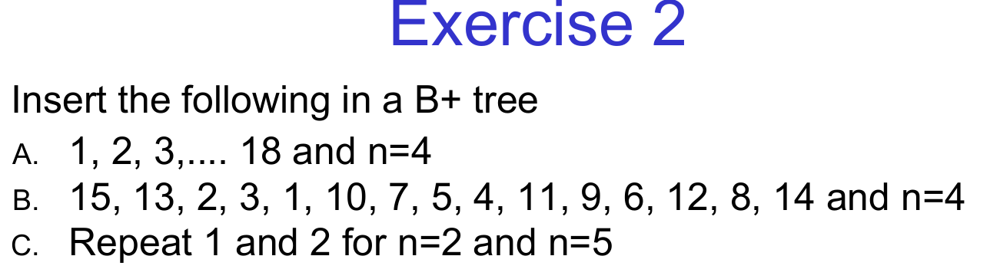 Exercise 2
Insert the following in a B+ tree
A. 1, 2, 3,.... 18 and n=4
B. 15, 13, 2, 3, 1, 10, 7, 5, 4, 11, 9, 6, 12, 8, 14 and n=4
C. Repeat 1 and 2 for n=2 and n=5